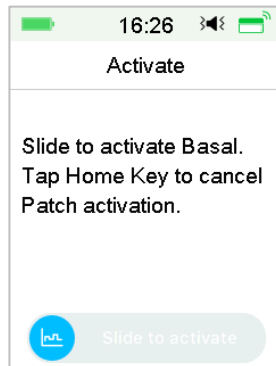 16:26
Activate
Slide to activate Basal.
Tap Home Key to cancel
Patch activation.
Slide to activate